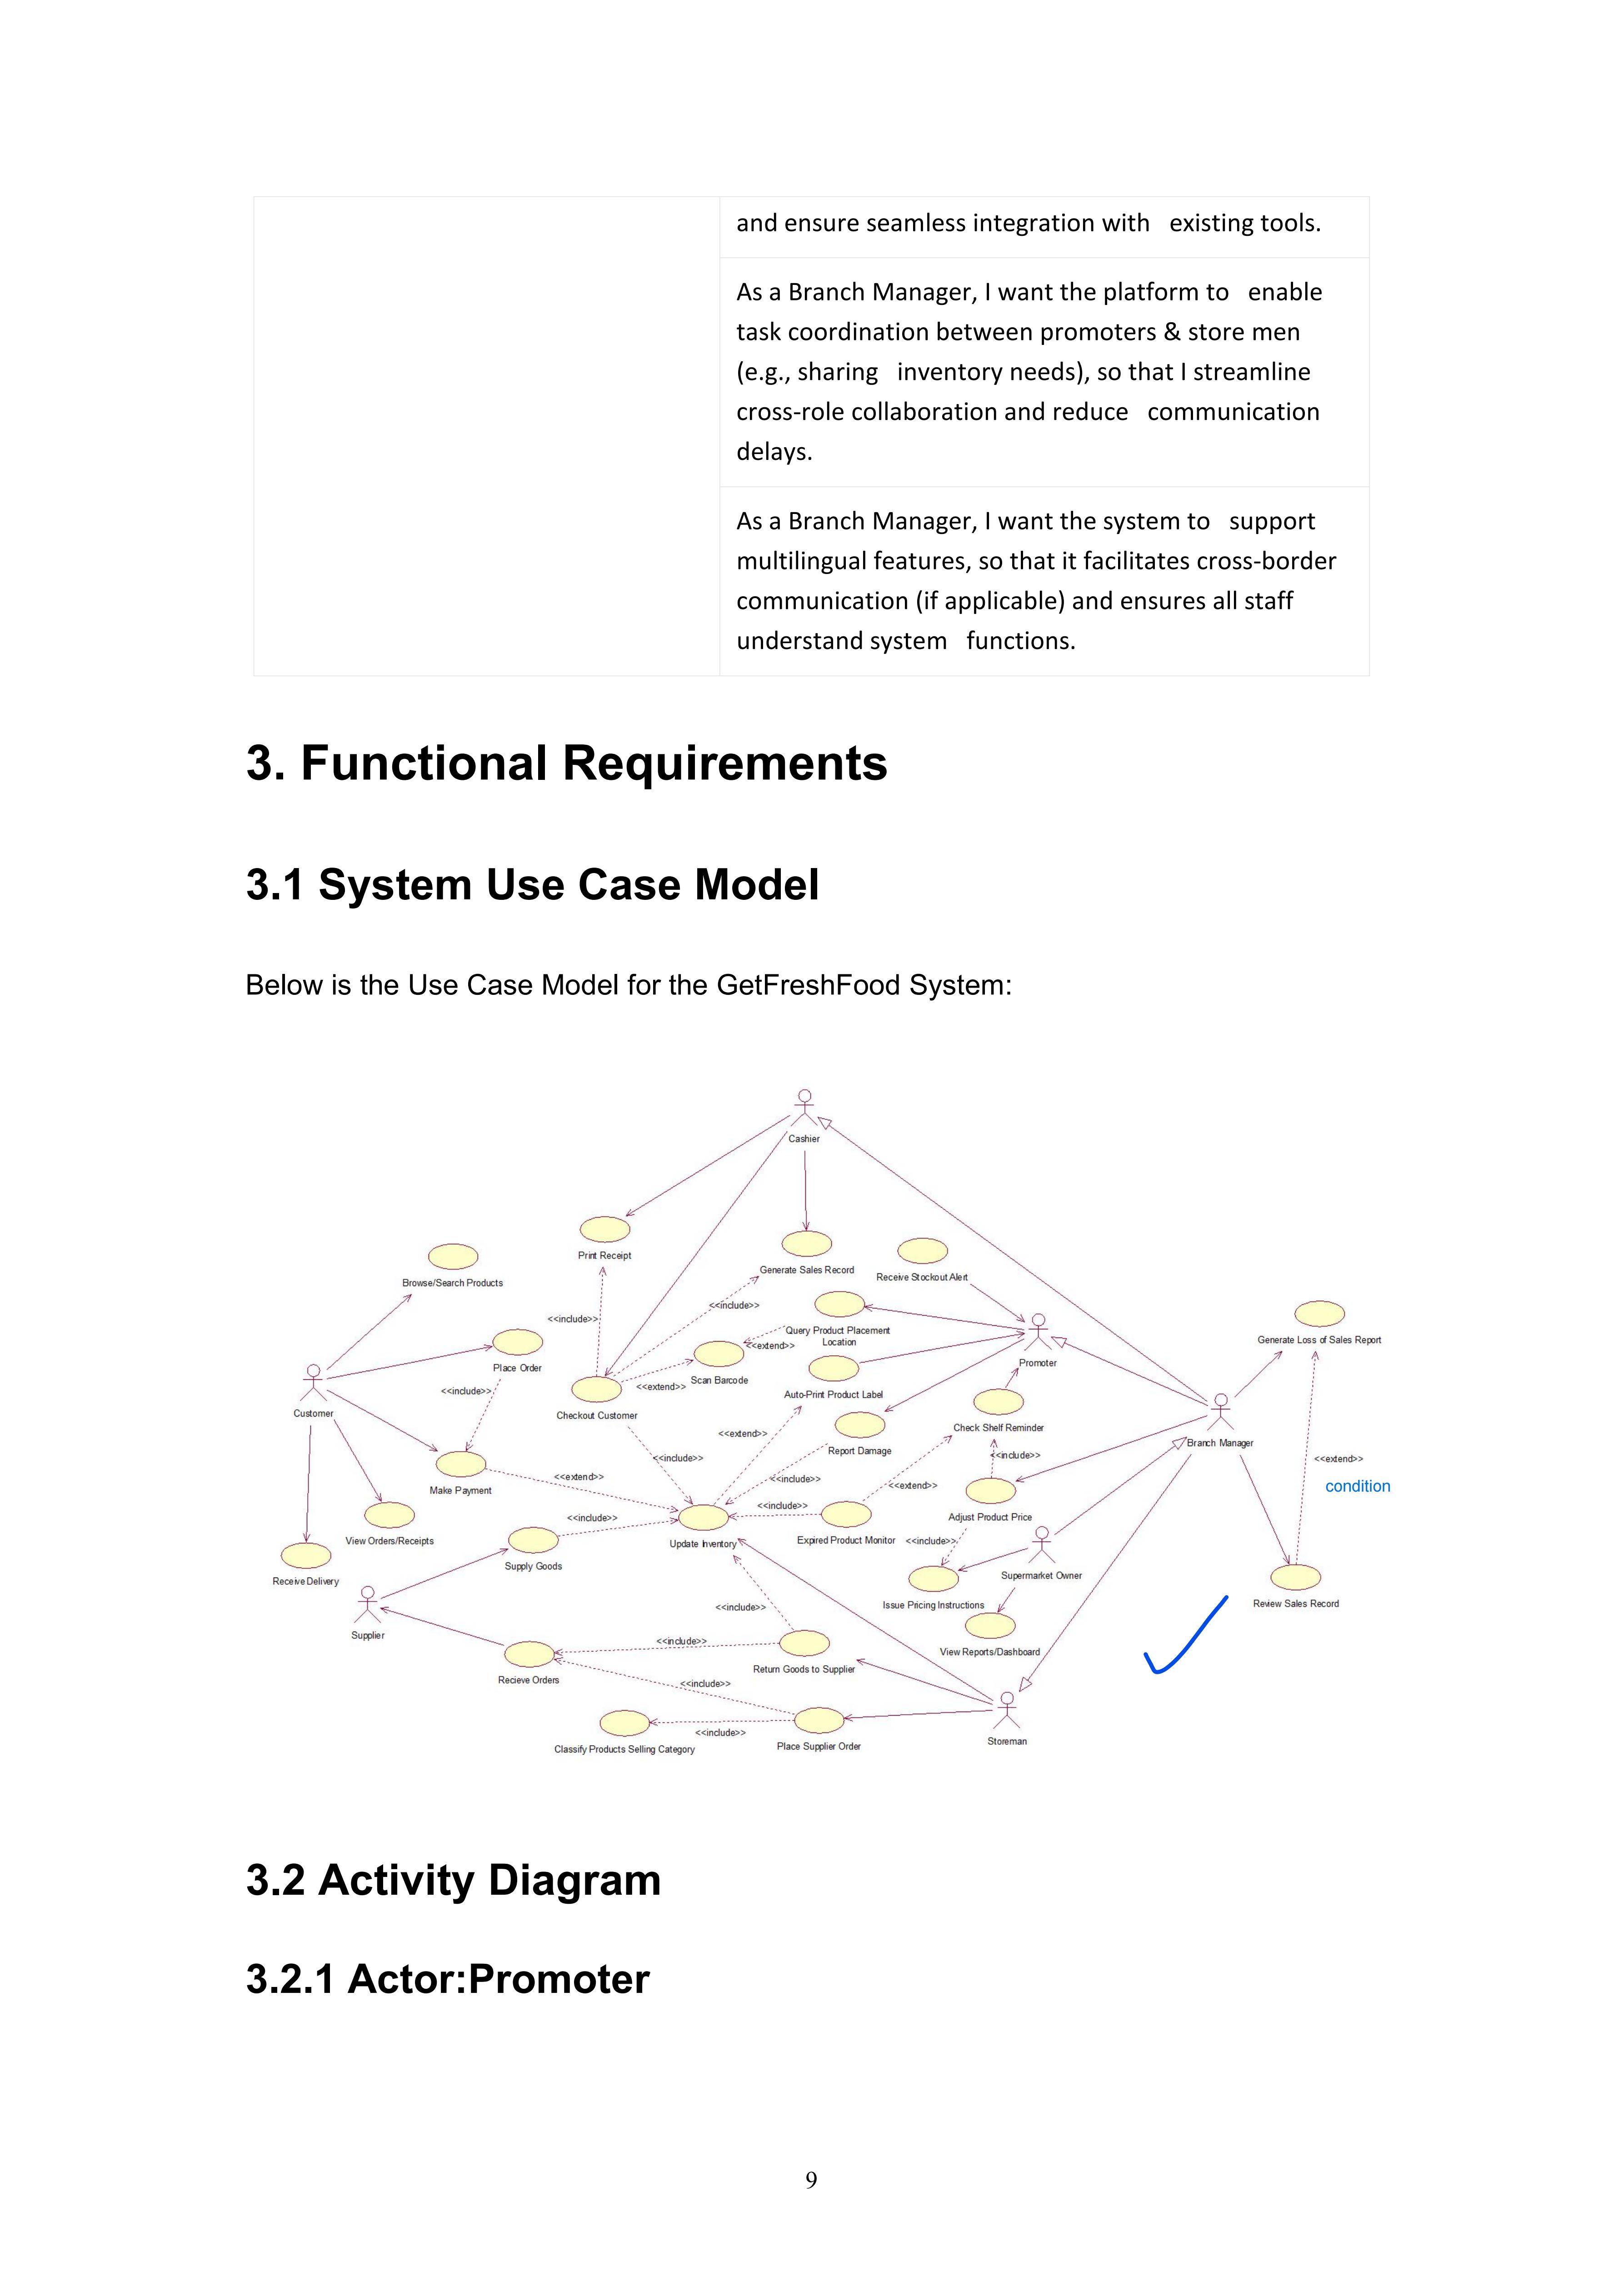 and ensure seamless integration with   existing tools.
As a Branch Manager, I want the platform to   enable
task coordination between promoters & store men
(e.g., sharing   inventory needs), so that I streamline
cross-role collaboration and reduce   communication
delays.
As a Branch Manager, I want the system to   support
multilingual features, so that it facilitates cross-border
communication (if applicable) and ensures all staff
understand system   functions.
3. Functional Requirements
3.1 System Use Case Model
Below is the Use Case Model for the GetFreshFood System:
Cashier
Print Receipt
Browse/Search Products
Generate Sales Record
Receive Stockout Alert
<<include>>
<<include>>
Query Product Placement
Location
<<extend>>
Generate Loss of Sales Report
Place Order
Promoter
Scan Barcode
<<extend>>
<<include>>
Auto-Print Product Label
Customer
Checkout Customer
Check Shelf Reminder
<<extend>>
Branch Manager
Report Damage
<<include>>
<<include>>
<<extend>>
<<extend>>
<<include>>
<<extend>>
condition
Make Payment
<<include>>
<<include>>
Adjust Product Price
View Orders/Receipts
Update Inventory
Expired Product Monitor
<<include>>
Supply Goods
Receive Delivery
Supermarket Owner
Issue Pricing Instructions
Review Sales Record
<<include>>
Supplier
<<include>>
View Reports/Dashboard
Return Goods to Supplier
Recieve Orders
<<include>>
<<include>>
Storeman
Classify Products Selling Category
Place Supplier Order
3.2 Activity Diagram
3.2.1 Actor:Promoter
9